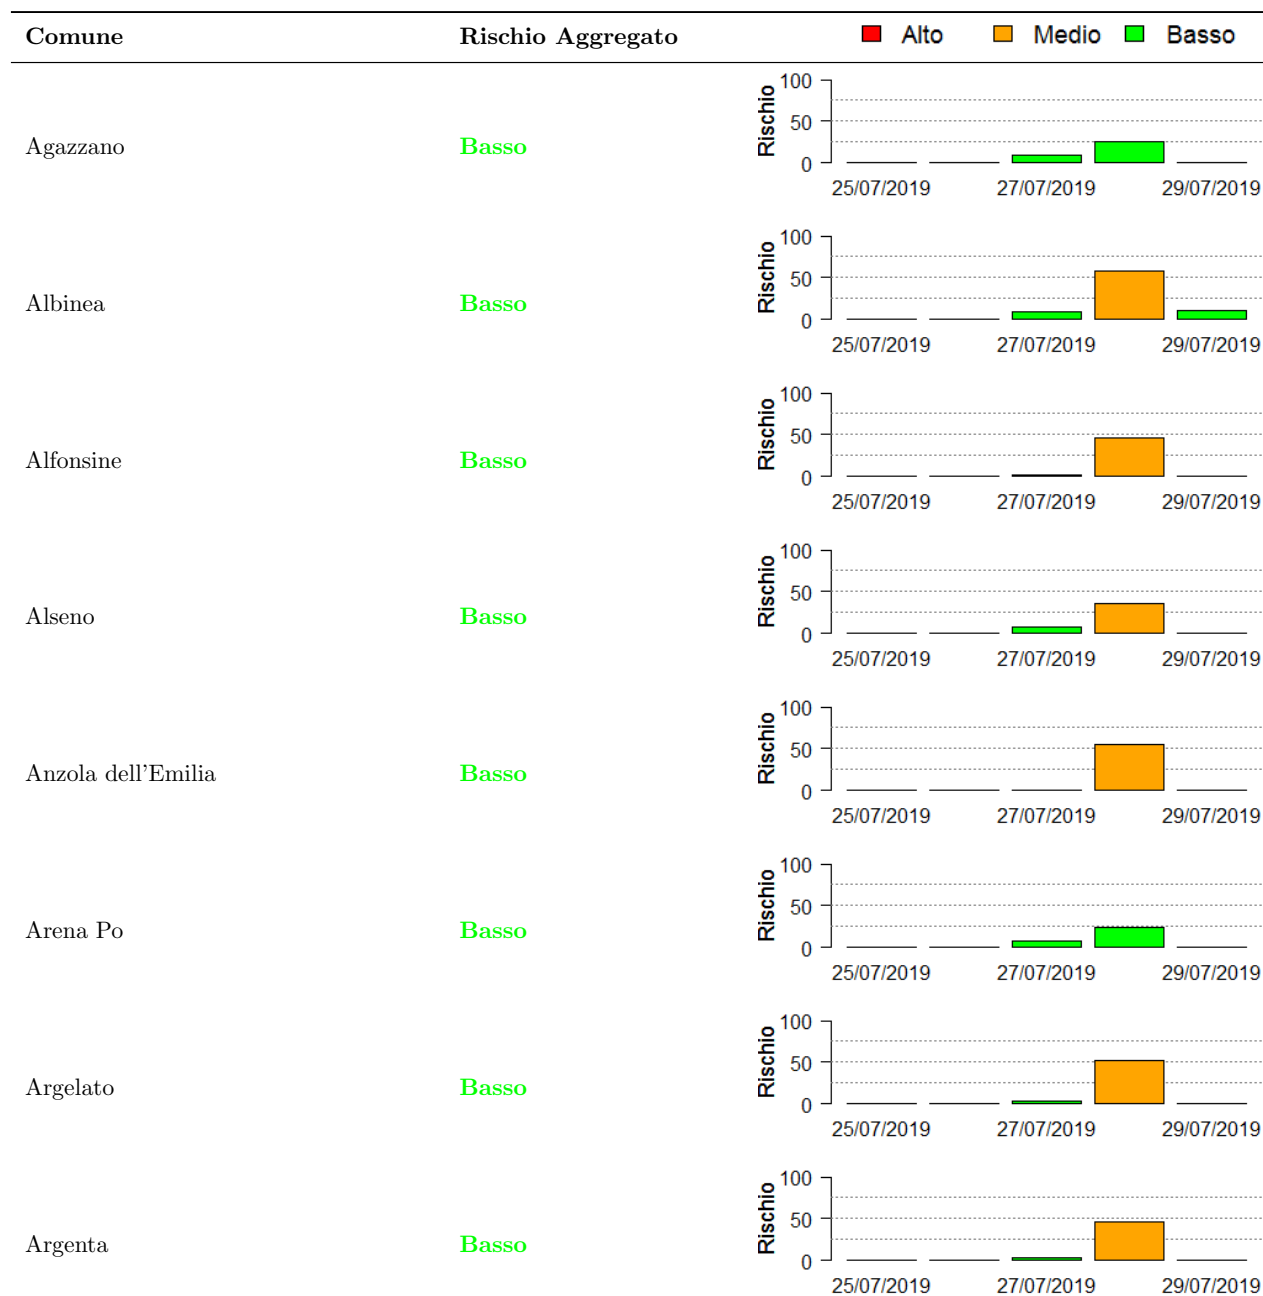 Comune Rischio Aggregato Alto Medio Basso
Agazzano Basso Rischio 100 50 0
25/07/2019 27/07/2019 29/07/2019
Albinea Basso Rischio 100 50 0
25/07/2019 27/07/2019 29/07/2019
Alfonsine Basso Rischio 100 50 0
25/07/2019 27/07/2019 29/07/2019
Alseno Basso Rischio 100 50 0
25/07/2019 27/07/2019 29/07/2019
Anzola dell'Emilia Basso Rischio 100 50 0
25/07/2019 27/07/2019 29/07/2019
Arena Po Basso Rischio 100 50 0
25/07/2019 27/07/2019 29/07/2019
Argelato Basso Rischio 100 50 0
25/07/2019 27/07/2019 29/07/2019
Argenta Basso Rischio 100 50 0
25/07/2019 27/07/2019 29/07/2019